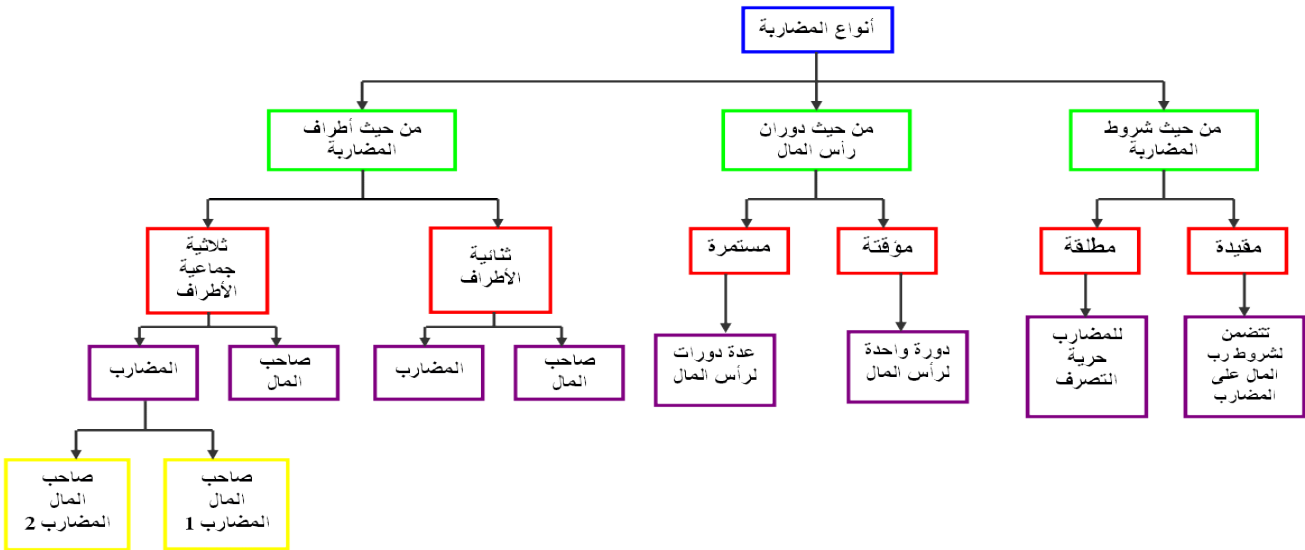 أنواع المضاربة
من حيث شروط
المضاربة
من حيث دوران
رأس المال
من حيث أطراف
المضاربة
مقيدة
مطلقة
مؤقتة
مستمرة
ثنائية
الأطراف
ثلاثية
جماعية
الأطراف
تتضمن
لشروط رب
المال على
المضارب
للمضارب
حرية
التصرف
دورة واحدة
لرأس المال
عدة دورات
لرأس المال
صاحب
المال
المضارب
صاحب
المال
المضارب
صاحب
المال
المضارب 1
صاحب
المال
المضارب 2